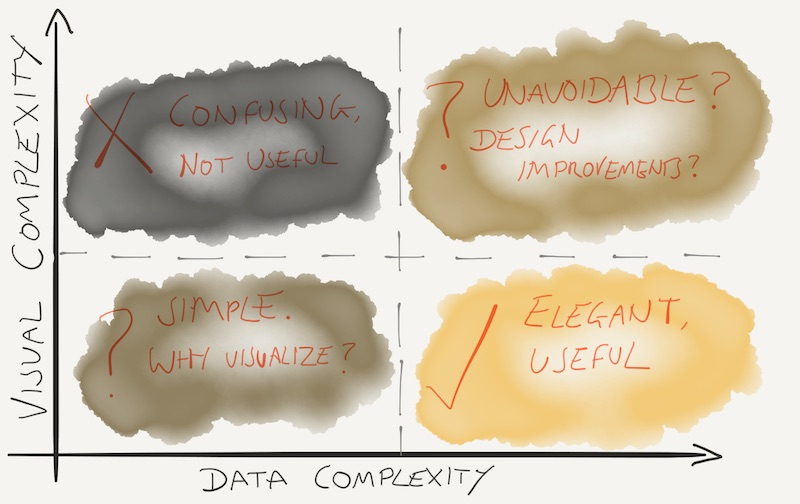 VISUAL COMPLEXITY
X CONFUSING,
NOT USEFUL
? UNAVOIDABLE?
DESIGN
IMPROVEMENTS?
? SIMPLE.
WHY VISUALIZE?
ELEGANT,
USEFUL
DATA COMPLEXITY